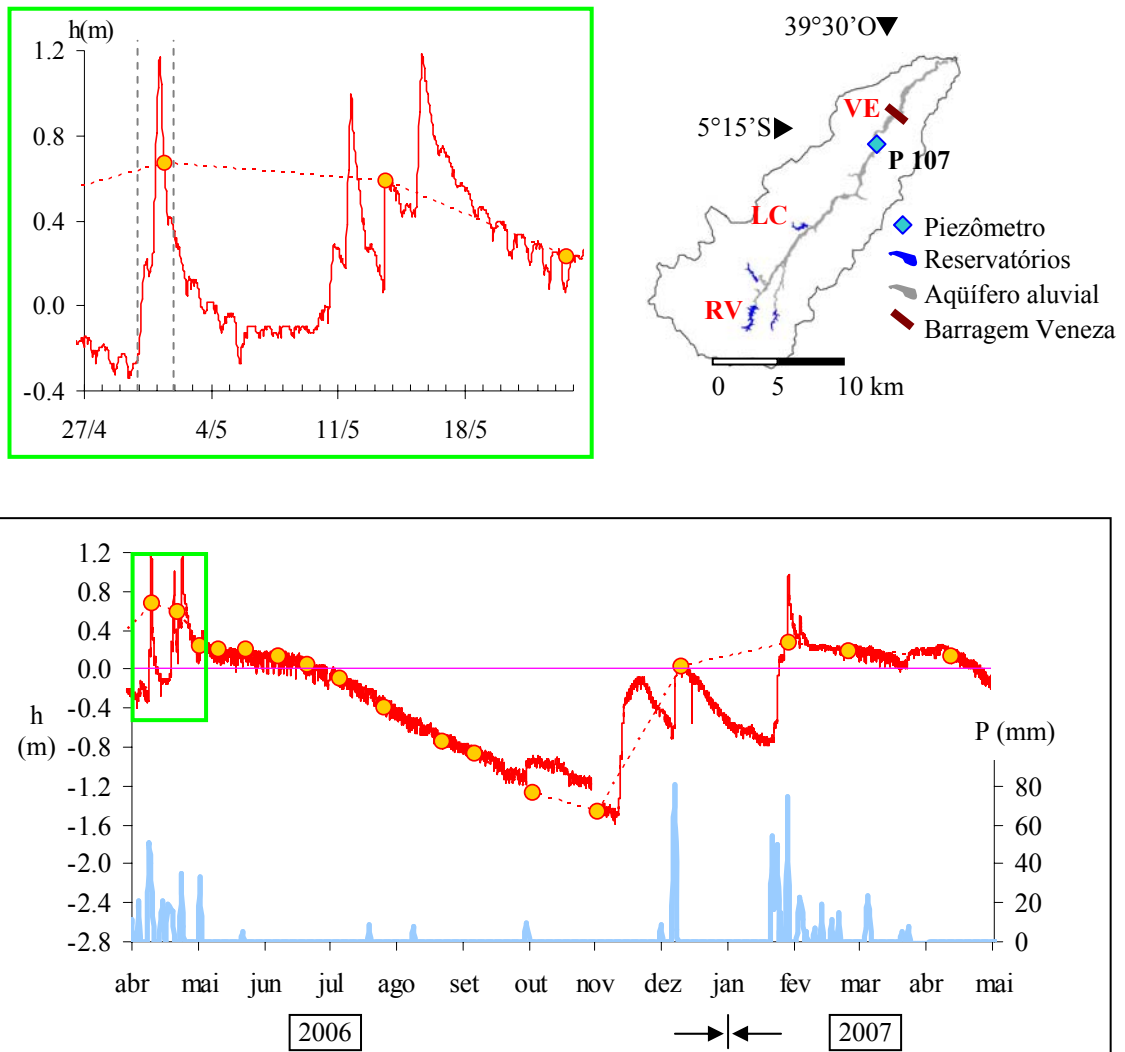 h(m)
1.2
0.8
0.4
0.0
-0.4
27/4 4/5 11/5 18/5
39°30’O
5°15’S
VE
P 107
LC
RV
Piezômetro
Reservatórios
Aqüífero aluvial
Barragem Veneza
0 5 10 km
1.2
0.8
0.4
0.0
-0.4
-0.8
-1.2
-1.6
-2.0
-2.4
-2.8
h
(m)
P (mm)
80
60
40
20
0
abr mai jun jul ago set out nov dez jan fev mar abr mai
2006 2007